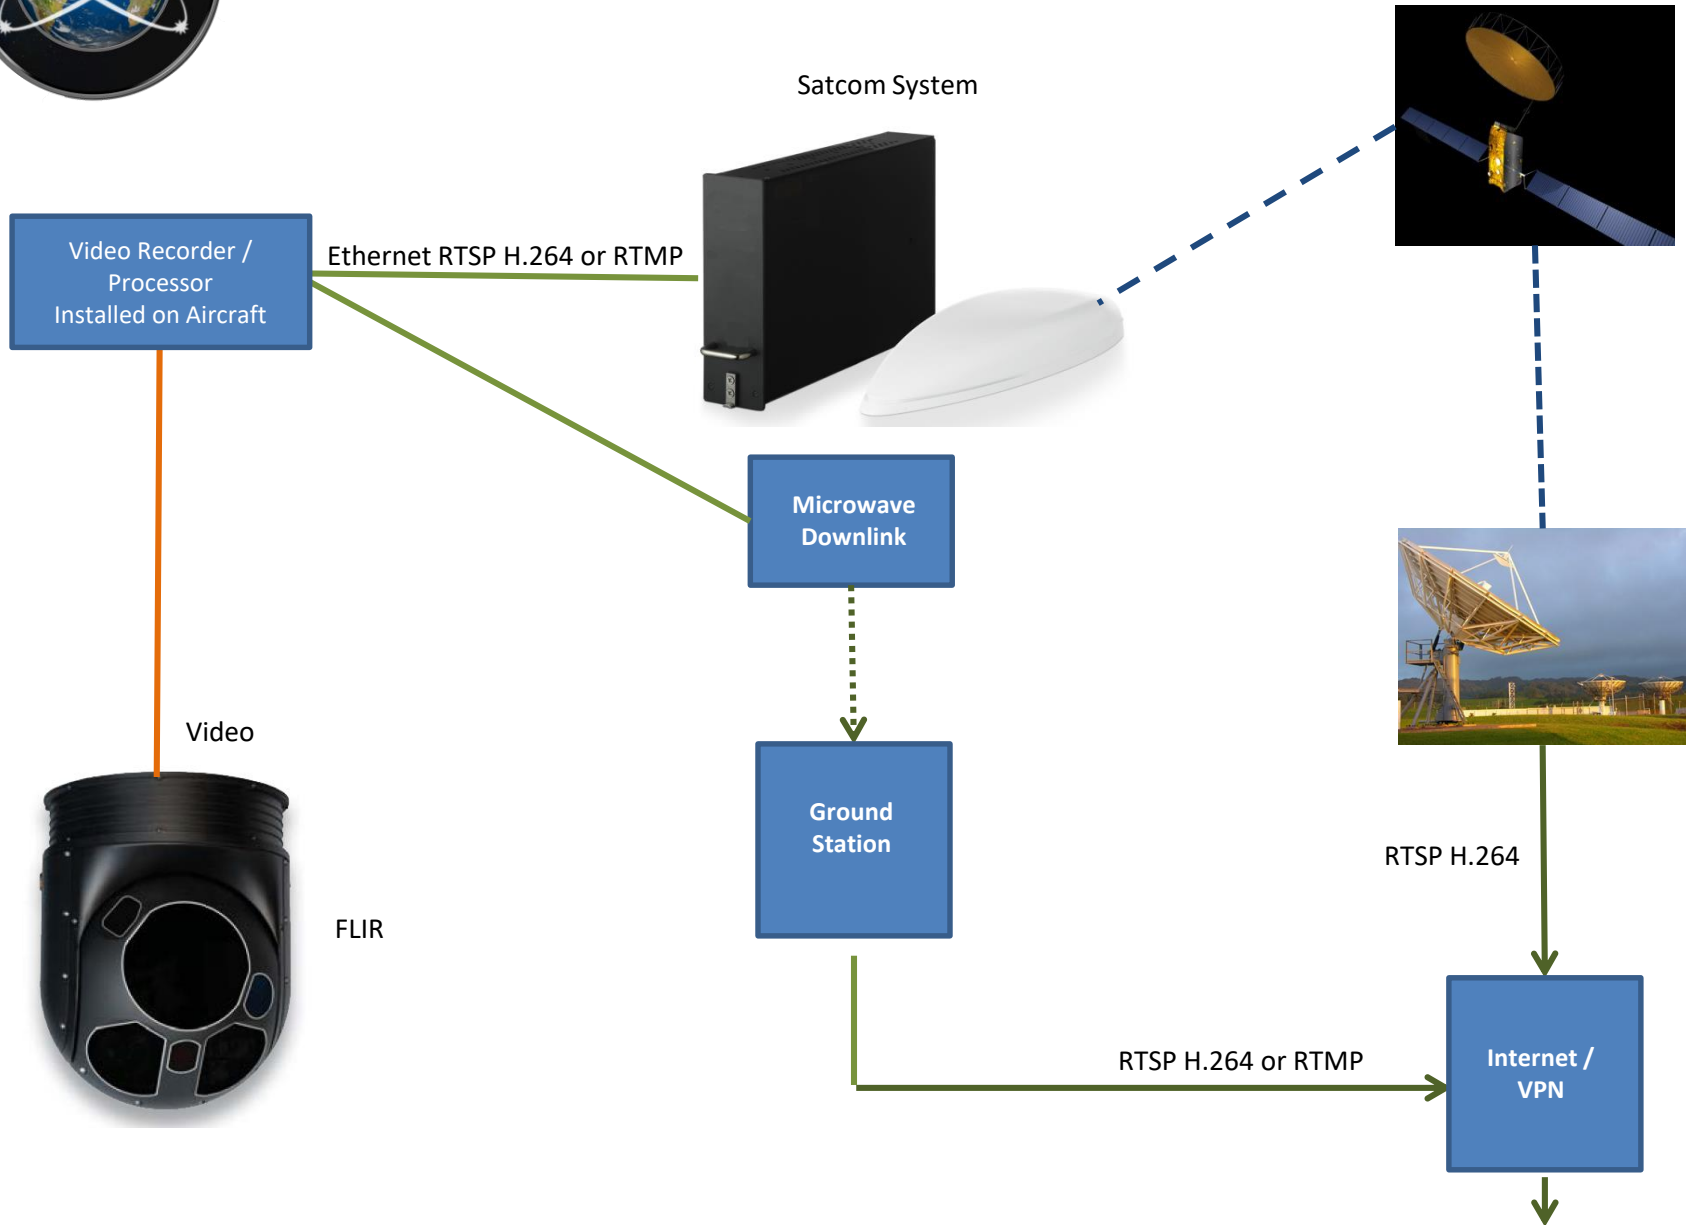 Satcom System
Video Recorder /
Processor
Installed on Aircraft
Ethernet RTSP H.264 or RTMP
Microwave
Downlink
Video
FLIR
Ground
Station
RTSP H.264
RTSP H.264 or RTMP
Internet /
VPN